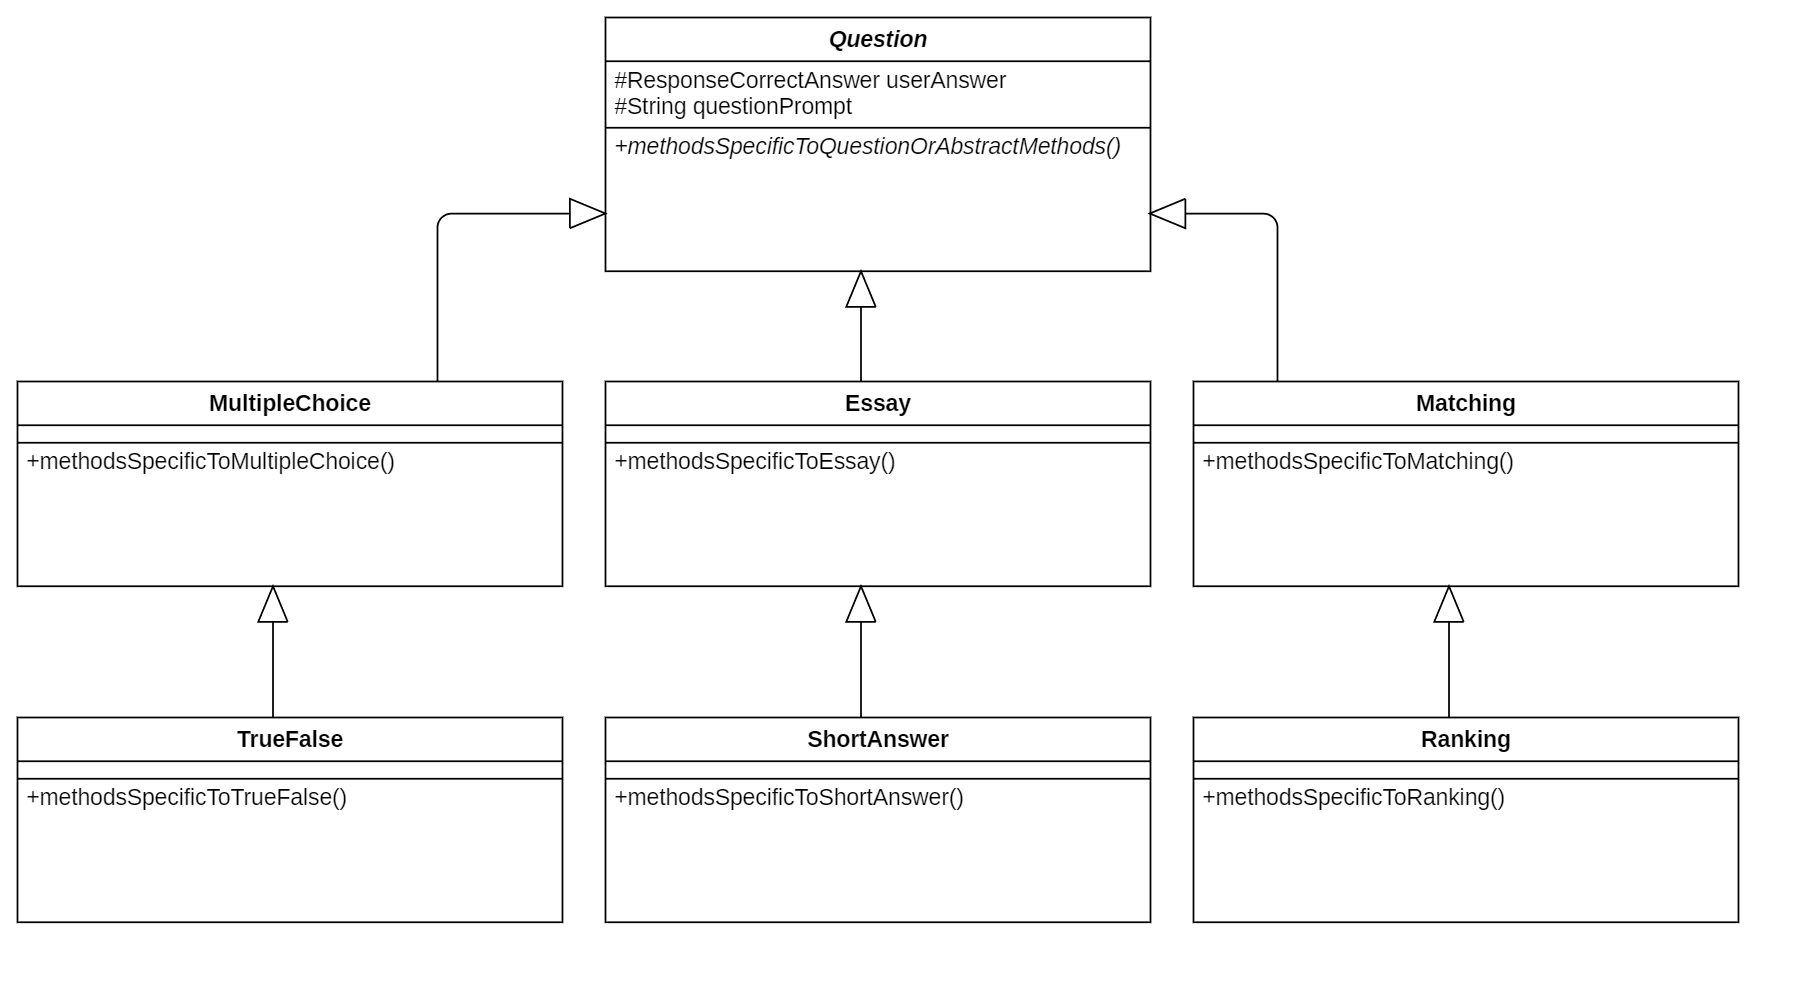 Question
#ResponseCorrectAnswer userAnswer
#String questionPrompt
+methodsSpecificToQuestionOrAbstractMethods()
MultipleChoice
+methodsSpecificToMultipleChoice()
Essay
+methodsSpecificToEssay()
Matching
+methodsSpecificToMatching()
TrueFalse
+methodsSpecificToTrueFalse()
ShortAnswer
+methodsSpecificToShortAnswer()
Ranking
+methodsSpecificToRanking()